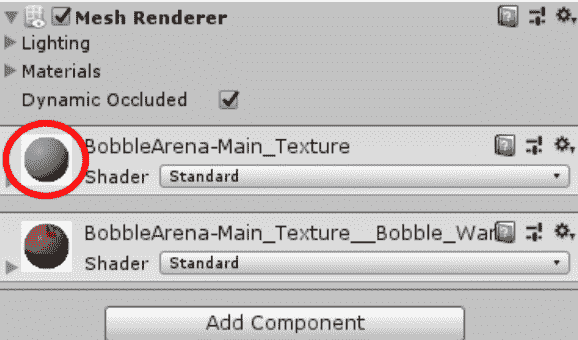 Mesh Renderer
Lighting
Materials
Dynamic Occluded
BobbleArena-Main_Texture
Shader Standard
BobbleArena-Main_Texture__Bobble_War
Shader Standard
Add Component